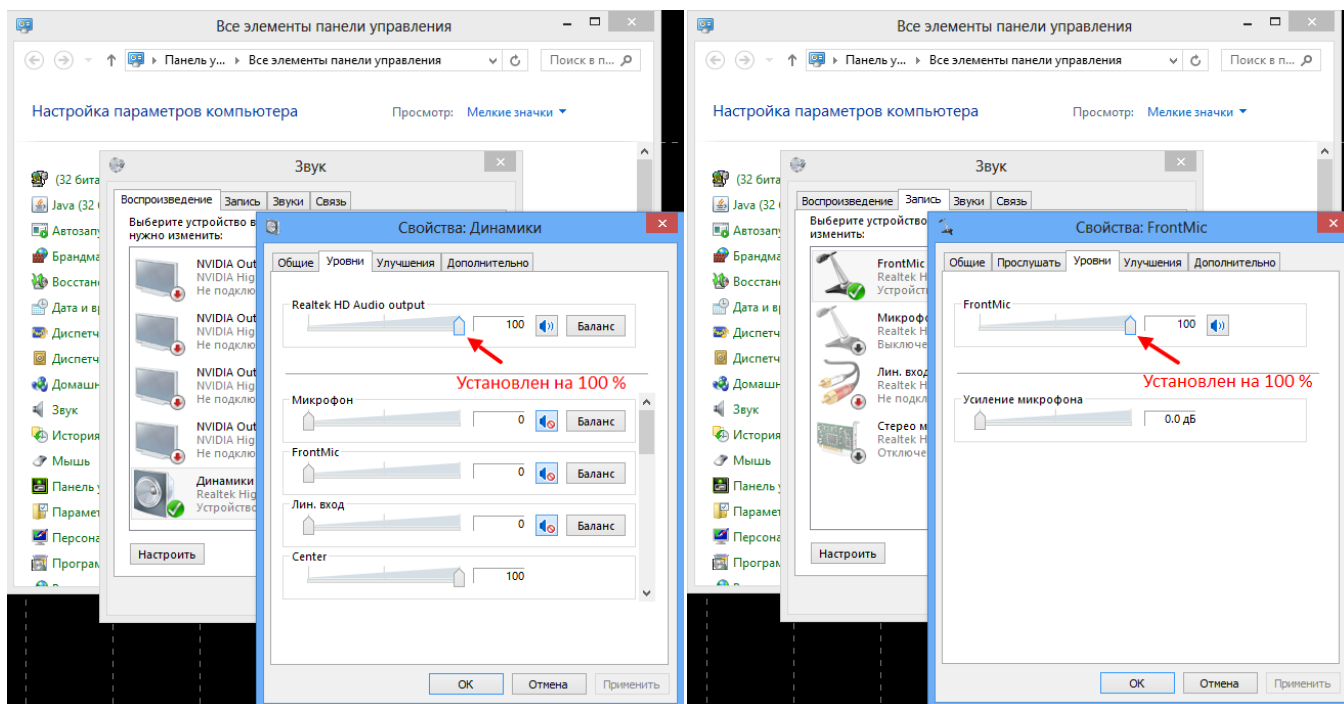 Все элементы панели управления
Панель у... Все элементы панели управления
Поиск в п...
Настройка параметров компьютера
Просмотр: Мелкие значки
(32 бита
Java (32
Автозап
Брандма
Восстан
Дата и в
Диспетч
Диспетч
Домашн
Звук
История
Мышь
Панель
Парамет
Персона
Програм
Звук
Воспроизведение Запись Звуки Связь
Выберите устройство в
нужно изменить:
NVIDIA Out
NVIDIA Hig
Не подклю
NVIDIA Out
NVIDIA Hig
Не подклю
NVIDIA Out
NVIDIA Hig
Не подклю
NVIDIA Out
NVIDIA Hig
Не подклю
Динамики
Realtek Hig
Устройство
Настроить
Свойства: Динамики
Общие Уровни Улучшения Дополнительно
Realtek HD Audio output
100 Баланс
Установлен на 100 %
Микрофон
0 Баланс
FrontMic
0 Баланс
Лин. вход
0 Баланс
Center
100
ОК Отмена Применить
Все элементы панели управления
Панель у... Все элементы панели управления
Поиск в п...
Настройка параметров компьютера
Просмотр: Мелкие значки
(32 бита
Java (32
Автозап
Брандма
Восстан
Дата и в
Диспетч
Диспетч
Домашн
Звук
История
Мышь
Панель
Парамет
Персона
Програм
Звук
Воспроизведение Запись Звуки Связь
Выберите устройство
изменить:
FrontMic
Realtek H
Устройст
Микрофо
Realtek H
Выключе
Лин. вход
Realtek H
Не подкл
Стерео м
Realtek H
Отключе
Настроить
Свойства: FrontMic
Общие Прослушать Уровни Улучшения Дополнительно
FrontMic
100
Установлен на 100 %
Усиление микрофона
0.0 дБ
ОК Отмена Применить